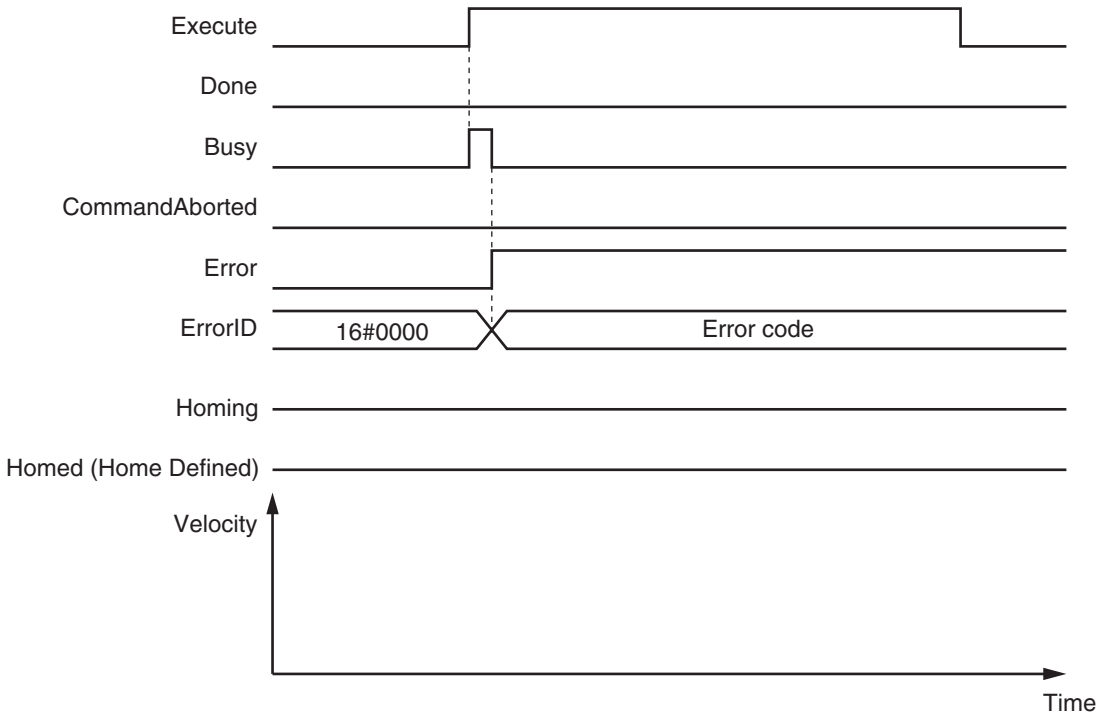 Execute
Done
Busy
CommandAborted
Error
ErrorID
16#0000
Error code
Homing
Homed (Home Defined)
Velocity
Time